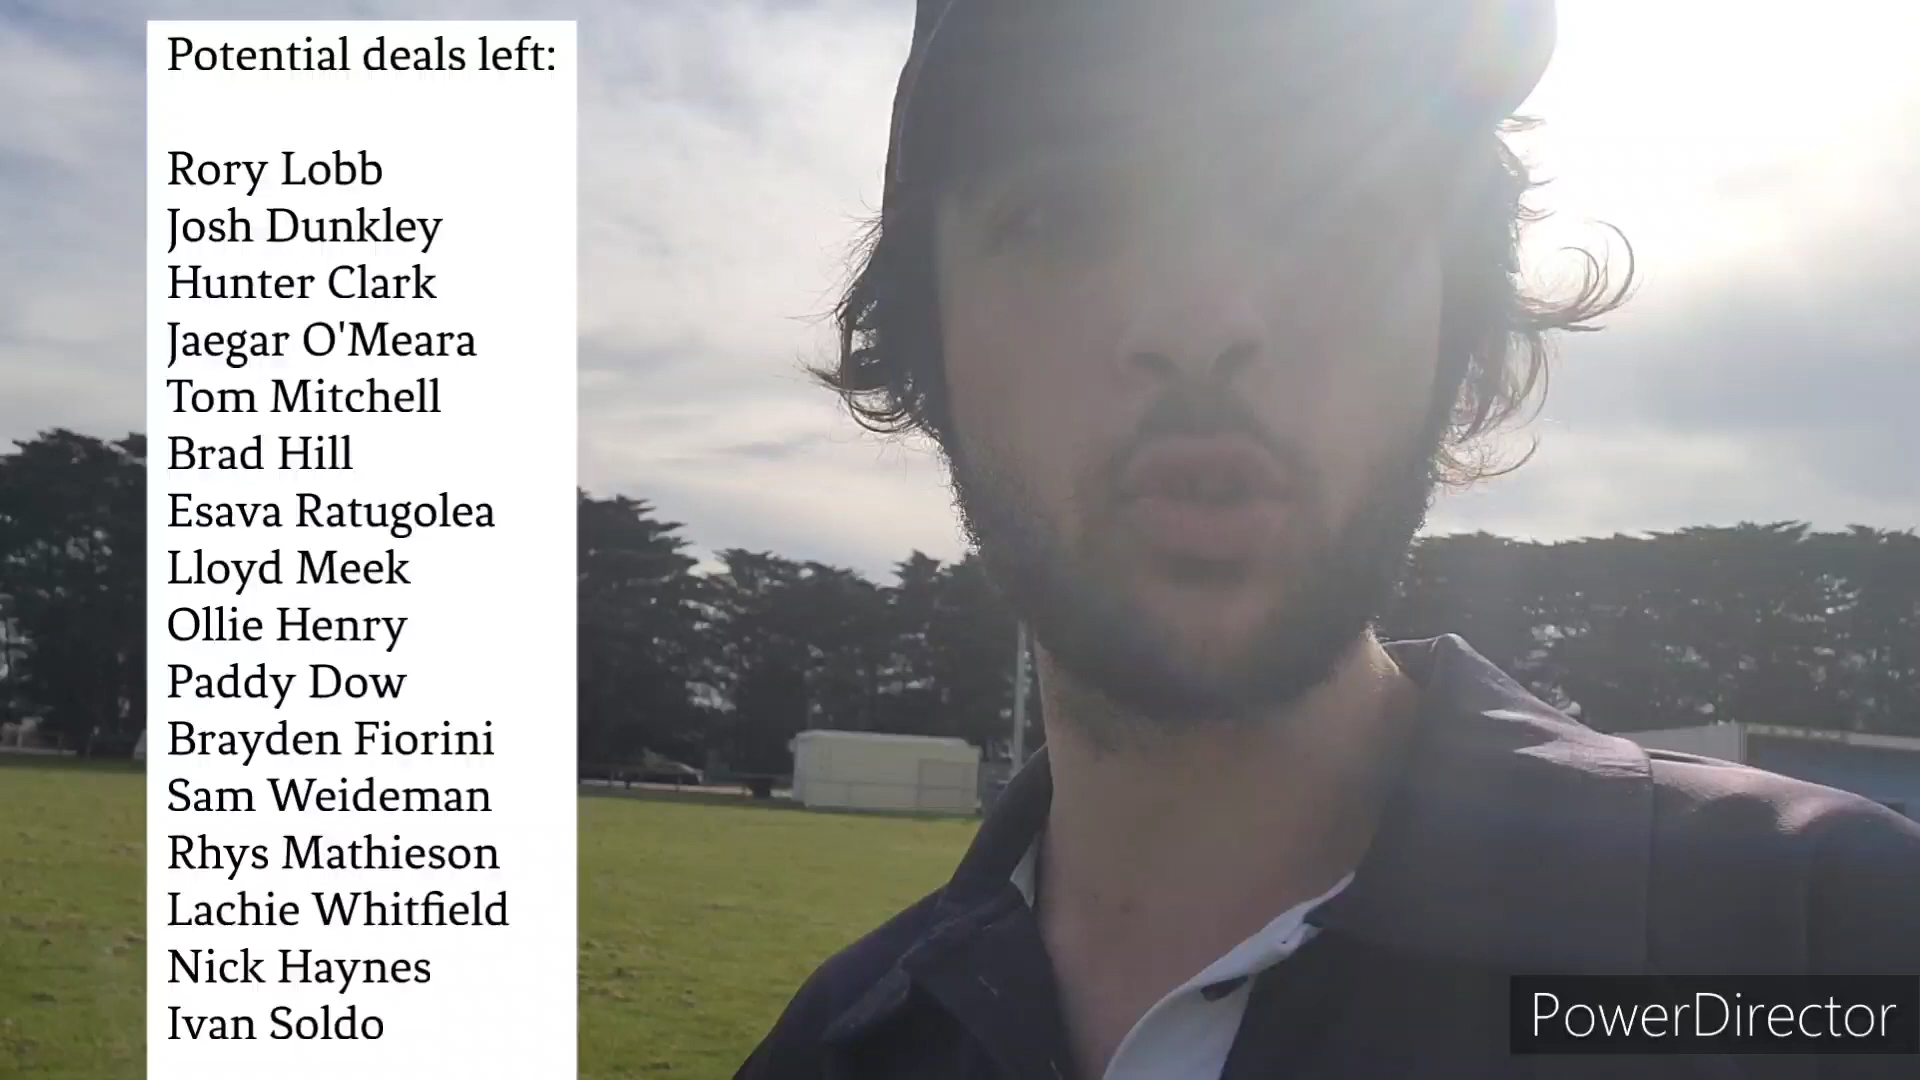 Potential deals left:
Rory Lobb
Josh Dunkley
Hunter Clark
Jaegar O'Meara
Tom Mitchell
Brad Hill
Esava Ratugolea
Lloyd Meek
Ollie Henry
Paddy Dow
Brayden Fiorini
Sam Weideman
Rhys Mathieson
Lachie Whitfield
Nick Haynes
Ivan Soldo
PowerDirector